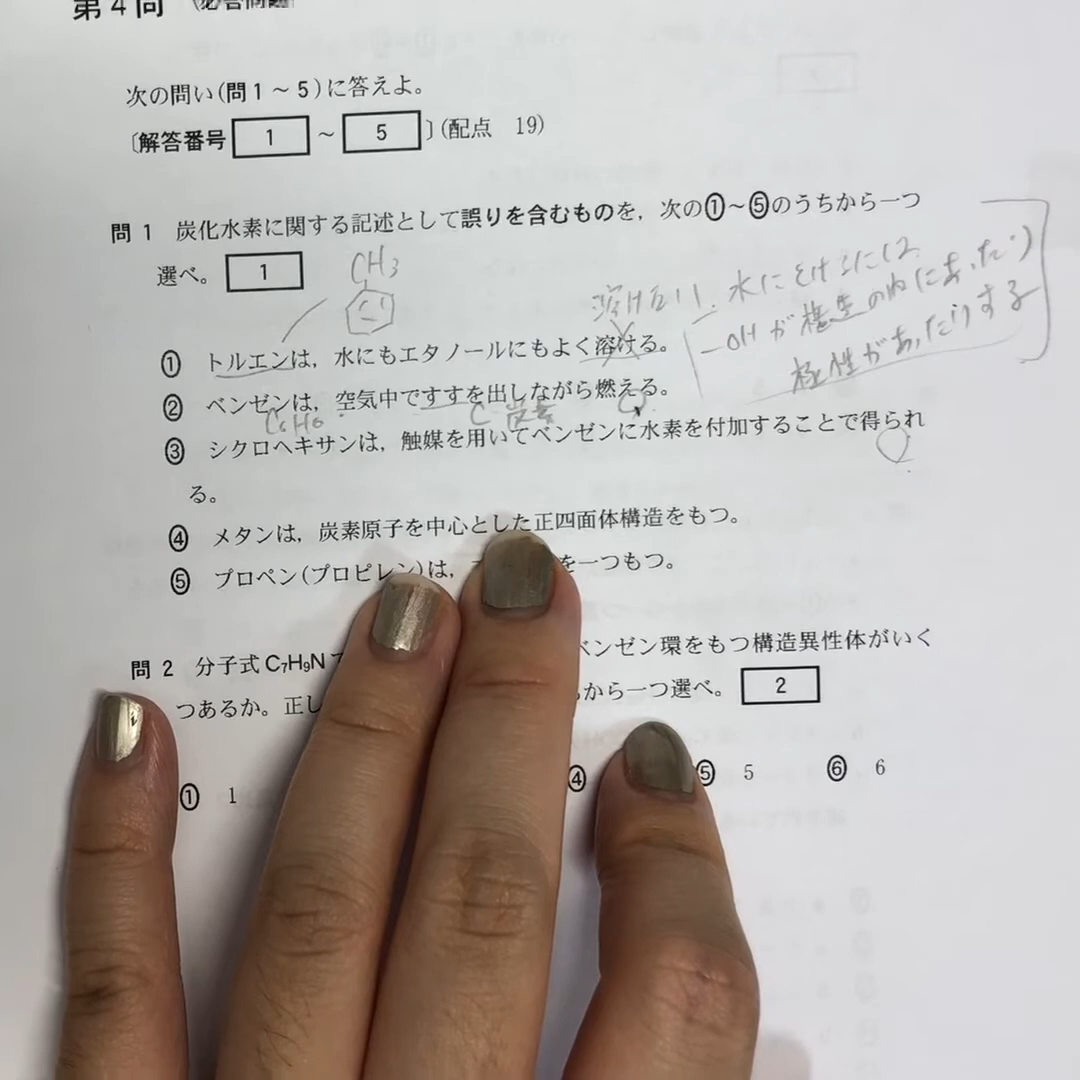 第4問
次の問い(問1～5)に答えよ。
〔解答番号 1 ～ 5 〕(配点 19)
問1 炭化水素に関する記述として誤りを含むものを，次の①～⑤のうちから一つ
選べ。 1
CH3
溶けない．水にとけるには
-OHが構造の中にあったり
極性があったりする
① トルエンは，水にもエタノールにもよく溶ける。
② ベンゼンは，空気中ですすを出しながら燃える。
C6H6 C 炭素
③ シクロヘキサンは，触媒を用いてベンゼンに水素を付加することで得られ
る。
④ メタンは，炭素原子を中心とした正四面体構造をもつ。
⑤ プロペン(プロピレン)は， を一つもつ。
問2 分子式C7H9N ベンゼン環をもつ構造異性体がいく
つあるか。正し から一つ選べ。 2
① 1 ④ ⑤ 5 ⑥ 6